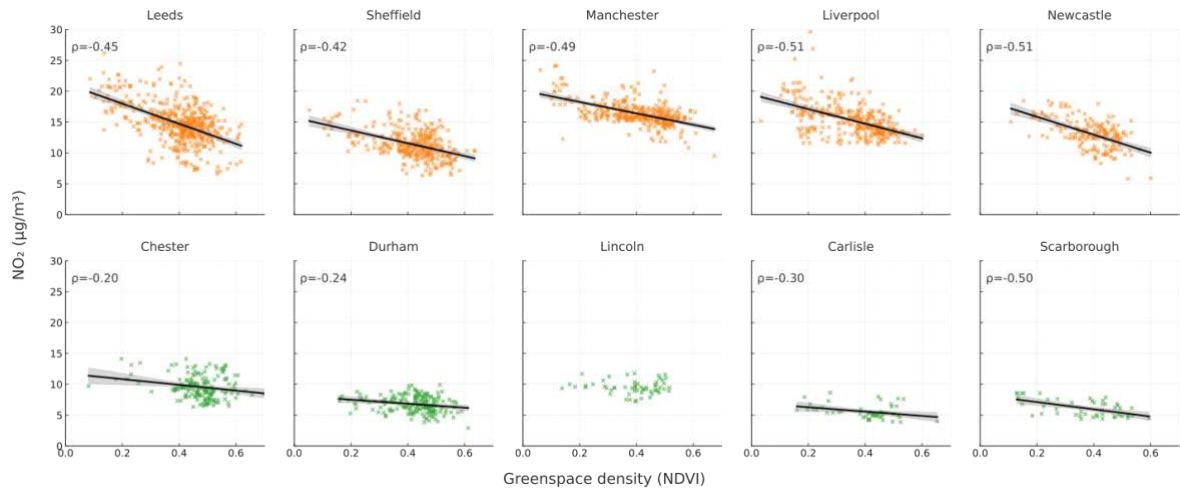 Leeds
Sheffield
Manchester
Liverpool
Newcastle
30
25
20
15
10
5
0
ρ=-0.45
ρ=-0.42
ρ=-0.49
ρ=-0.51
ρ=-0.51
NO₂ (μg/m³)
Chester
Durham
Lincoln
Carlisle
Scarborough
30
25
20
15
10
5
0
ρ=-0.20
ρ=-0.24
ρ=-0.30
ρ=-0.50
0.0 0.2 0.4 0.6
0.0 0.2 0.4 0.6
0.0 0.2 0.4 0.6
0.0 0.2 0.4 0.6
0.0 0.2 0.4 0.6
Greenspace density (NDVI)